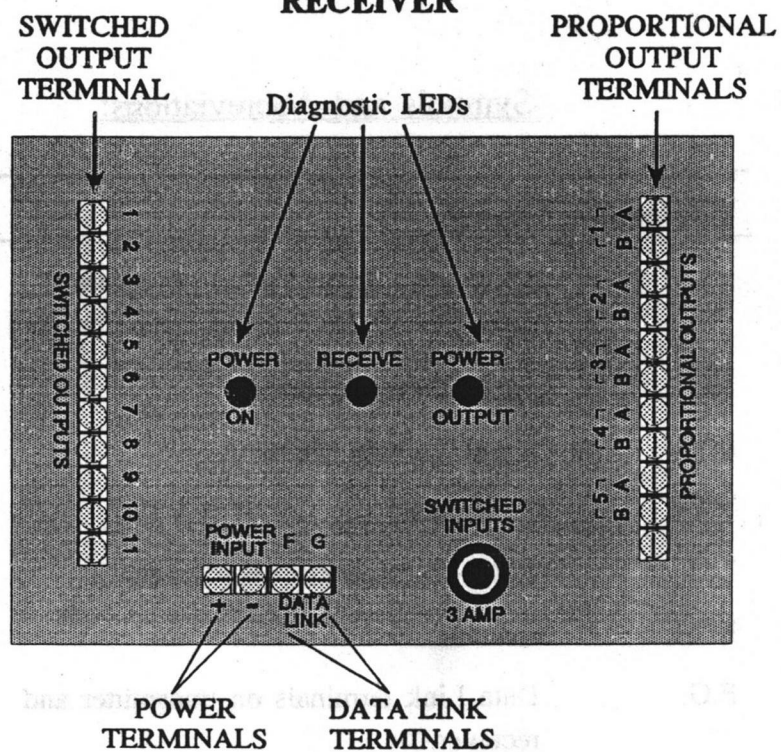 RECEIVER
SWITCHED
OUTPUT
TERMINAL
PROPORTIONAL
OUTPUT
TERMINALS
Diagnostic LEDs
1
2
3
4
5
6
7
8
9
10
11
SWITCHED OUTPUTS
POWER
ON
RECEIVE
POWER
OUTPUT
1
A
B
2
A
B
3
A
B
4
A
B
5
A
B
PROPORTIONAL OUTPUTS
POWER
INPUT
F G
+ -
DATA
LINK
SWITCHED
INPUTS
3 AMP
POWER
TERMINALS
DATA LINK
TERMINALS